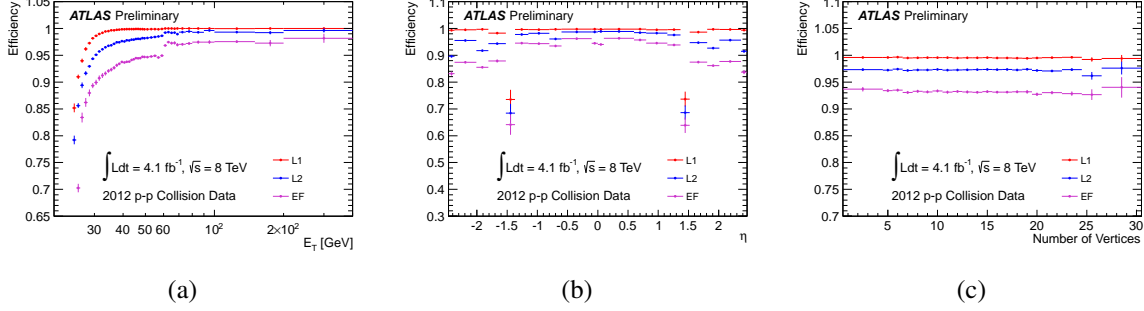 ATLAS Preliminary
Efficiency
1.05
1
0.95
0.9
0.85
0.8
0.75
0.7
0.65
∫Ldt = 4.1 fb⁻¹, √s = 8 TeV
2012 p-p Collision Data
L1
L2
EF
30 40 50 60 10² 2×10²
E_T [GeV]
(a)
ATLAS Preliminary
Efficiency
1.1
1
0.9
0.8
0.7
0.6
0.5
0.4
0.3
∫Ldt = 4.1 fb⁻¹, √s = 8 TeV
2012 p-p Collision Data
L1
L2
EF
-2 -1.5 -1 -0.5 0 0.5 1 1.5 2
η
(b)
ATLAS Preliminary
Efficiency
1.1
1.05
1
0.95
0.9
0.85
0.8
0.75
0.7
∫Ldt = 4.1 fb⁻¹, √s = 8 TeV
2012 p-p Collision Data
L1
L2
EF
5 10 15 20 25 30
Number of Vertices
(c)